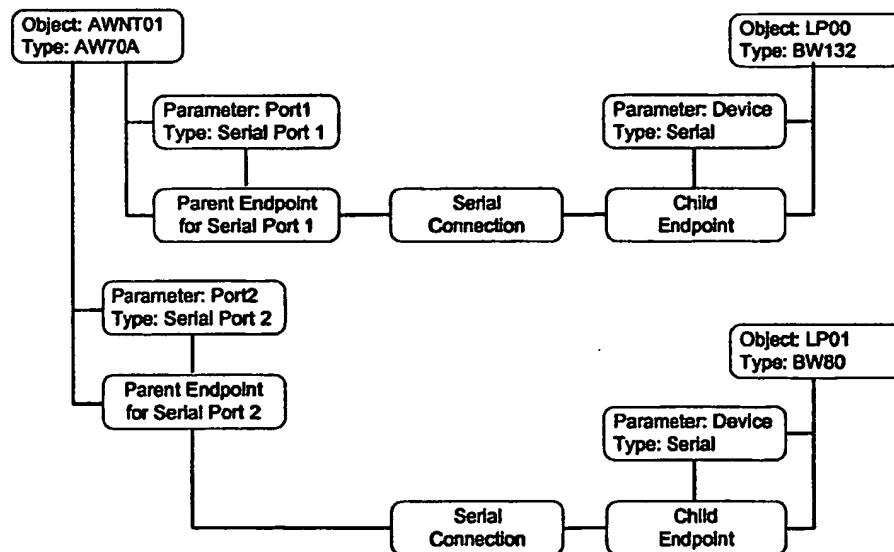 Object: AWNT01
Type: AW70A
Object: LP00
Type: BW132
Parameter: Port1
Type: Serial Port 1
Parameter: Device
Type: Serial
Parent Endpoint
for Serial Port 1
Serial
Connection
Child
Endpoint
Parameter: Port2
Type: Serial Port 2
Object: LP01
Type: BW80
Parent Endpoint
for Serial Port 2
Parameter: Device
Type: Serial
Serial
Connection
Child
Endpoint